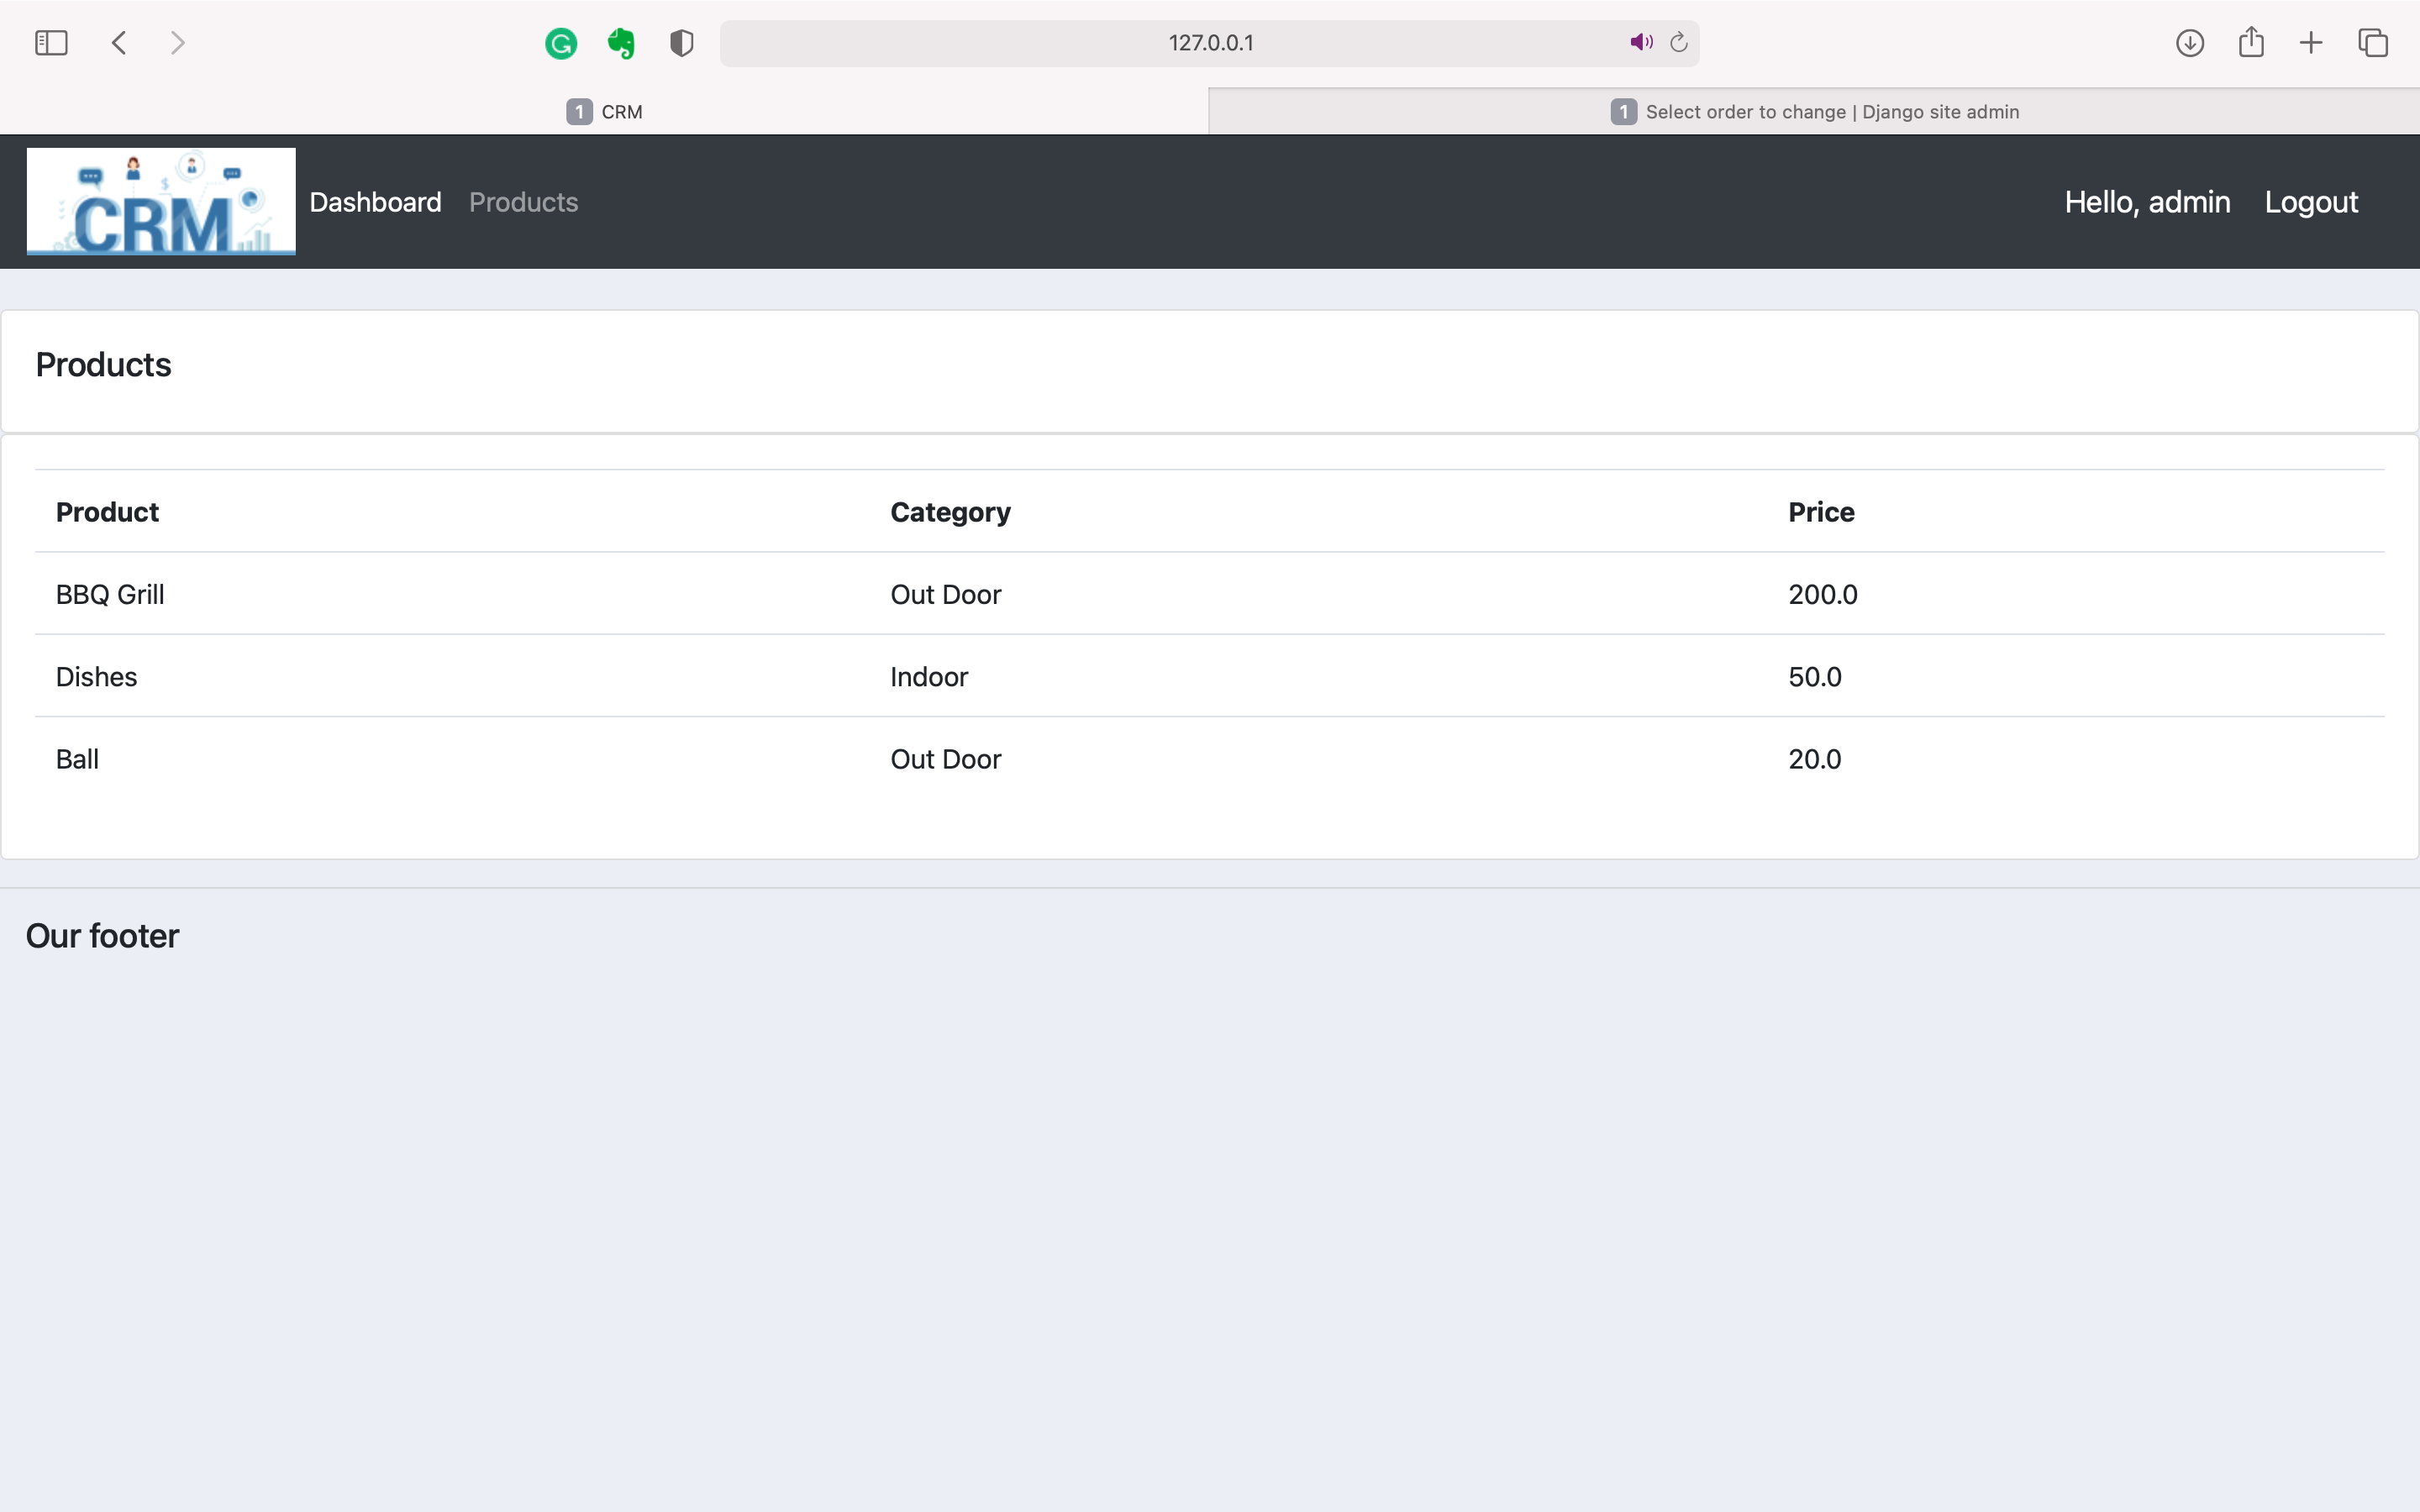 127.0.0.1
1 CRM
1 Select order to change | Django site admin
CRM Dashboard Products Hello, admin Logout
Products
Product Category Price
BBQ Grill Out Door 200.0
Dishes Indoor 50.0
Ball Out Door 20.0
Our footer